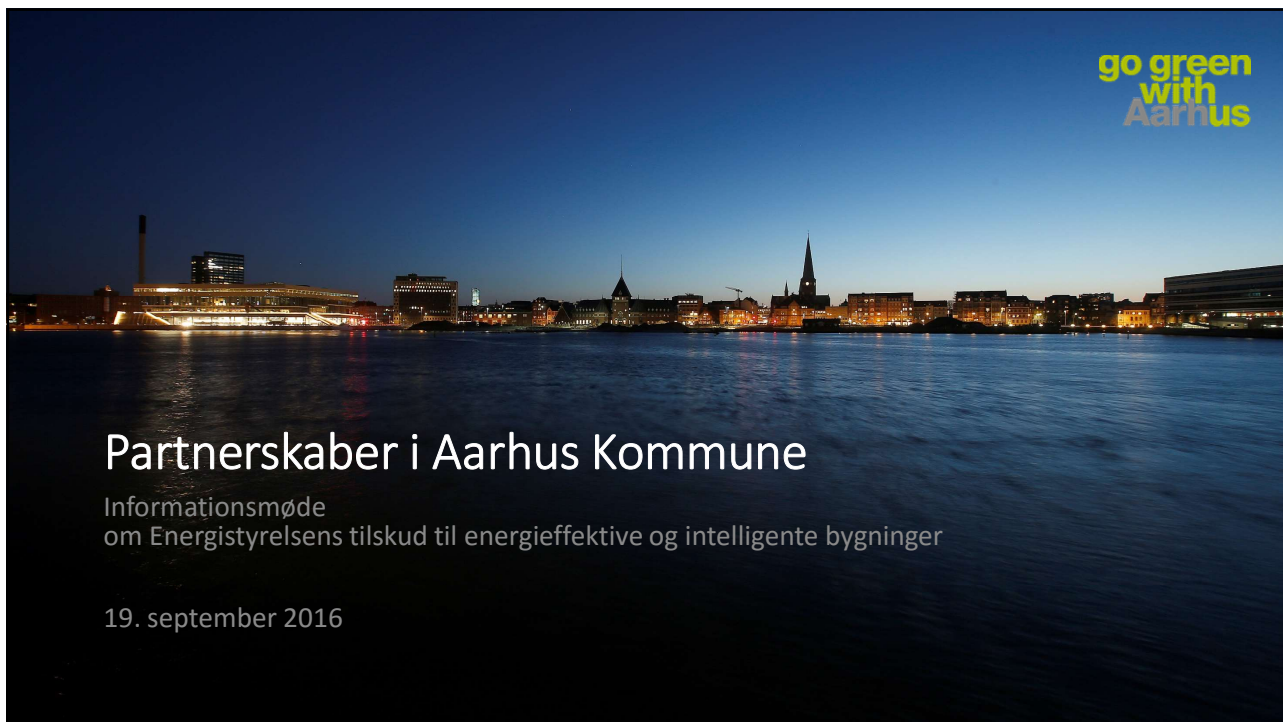 go green
with
Aarhus
Partnerskaber i Aarhus Kommune
Informationsmøde
om Energistyrelsens tilskud til energieffektive og intelligente bygninger
19. september 2016